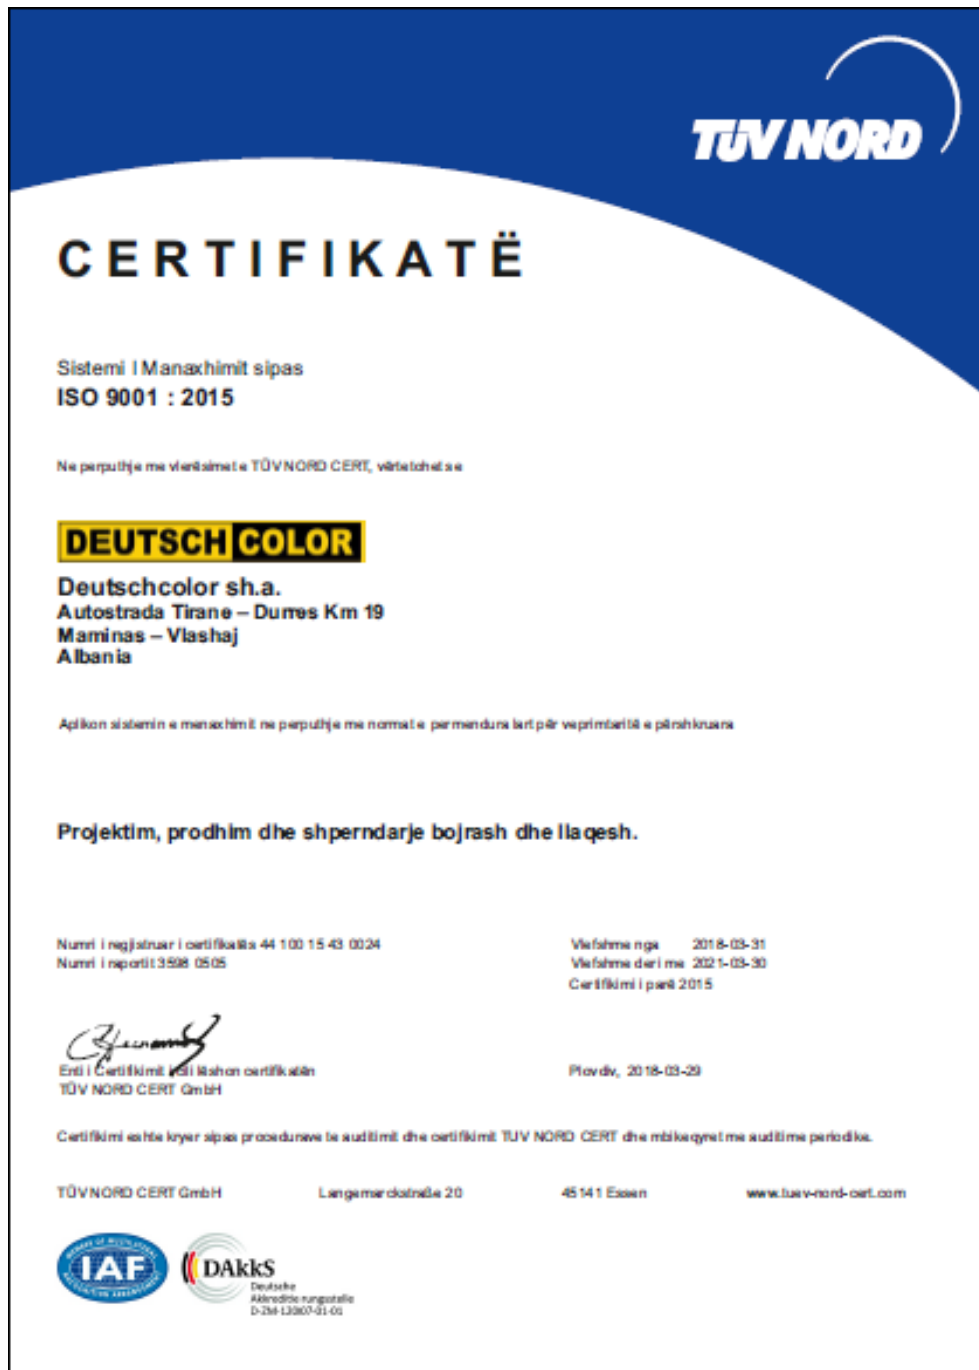 TÜV NORD
CERTIFIKATË
Sistemi I Manaxhimit sipas
ISO 9001 : 2015
Ne perputhje me vlerësimet e TÜV NORD CERT, vërtetohet se
DEUTSCH COLOR
Deutschcolor sh.a.
Autostrada Tirane – Durres Km 19
Maminas – Vlashaj
Albania
Aplikon sistemin e menaxhimit ne perputhje me normat e permendura lart për veprimtaritë e përshkruara
Projektim, prodhim dhe shperndarje bojrash dhe llaqesh.
Numri i regjistruar i certifikatës 44 100 15 43 0024
Numri i raportit 3598 0505
Vlefshme nga 2018-03-31
Vlefshme deri me 2021-03-30
Certifikimi i parë 2015
Enti i Certifikimit i cili lëshon certifikatën
TÜV NORD CERT GmbH
Plovdiv, 2018-03-29
Certifikimi eshte kryer sipas procedurave te auditimit dhe certifikimit TUV NORD CERT dhe mbikeqyret me auditime periodike.
TÜV NORD CERT GmbH Langemarckstraße 20 45141 Essen www.tuev-nord-cert.com
IAF
DAkkS
Deutsche
Akkreditierungsstelle
D-ZM-12007-01-01